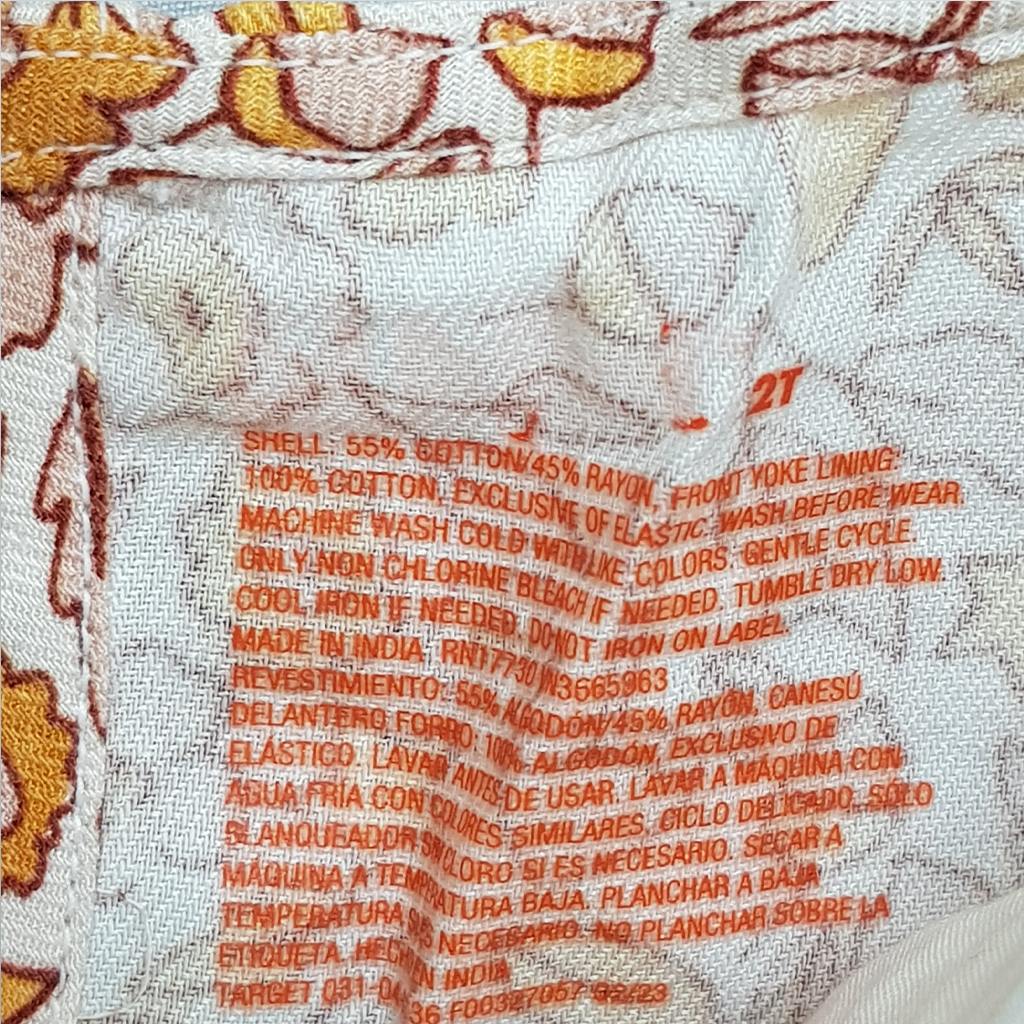 2T
SHELL: 55% COTTON/45% RAYON, FRONT YOKE LINING:
100% COTTON, EXCLUSIVE OF ELASTIC. WASH BEFORE WEAR.
MACHINE WASH COLD WITH LIKE COLORS. GENTLE CYCLE.
ONLY NON CHLORINE BLEACH IF NEEDED. TUMBLE DRY LOW.
COOL IRON IF NEEDED. DO NOT IRON ON LABEL.
MADE IN INDIA RN17730 W3665963
REVESTIMIENTO: 55% ALGODÓN/45% RAYÓN, CANESÚ
DELANTERO FORRO: 100% ALGODÓN, EXCLUSIVO DE
ELÁSTICO. LAVAR ANTES DE USAR. LAVAR A MÁQUINA CON
AGUA FRÍA CON COLORES SIMILARES. CICLO DELICADO. SÓLO
BLANQUEADOR SIN CLORO SI ES NECESARIO. SECAR A
MÁQUINA A TEMPERATURA BAJA. PLANCHAR A BAJA
TEMPERATURA SI ES NECESARIO. NO PLANCHAR SOBRE LA
ETIQUETA. HECHO EN INDIA
TARGET 36 F00327057 02/23